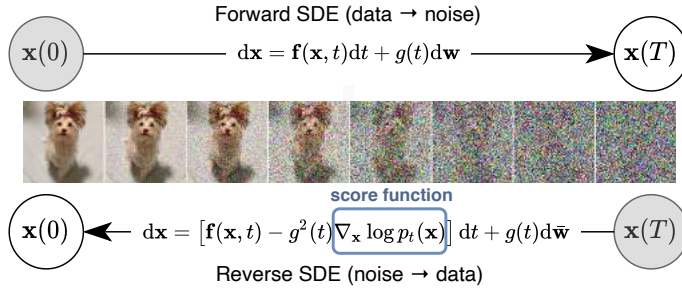 Forward SDE (data → noise)
x(0) dx = f(x, t)dt + g(t)dw x(T)
score function
x(0) dx = [f(x, t) − g²(t)∇ₓ log pₜ(x)] dt + g(t)dw̄ x(T)
Reverse SDE (noise → data)